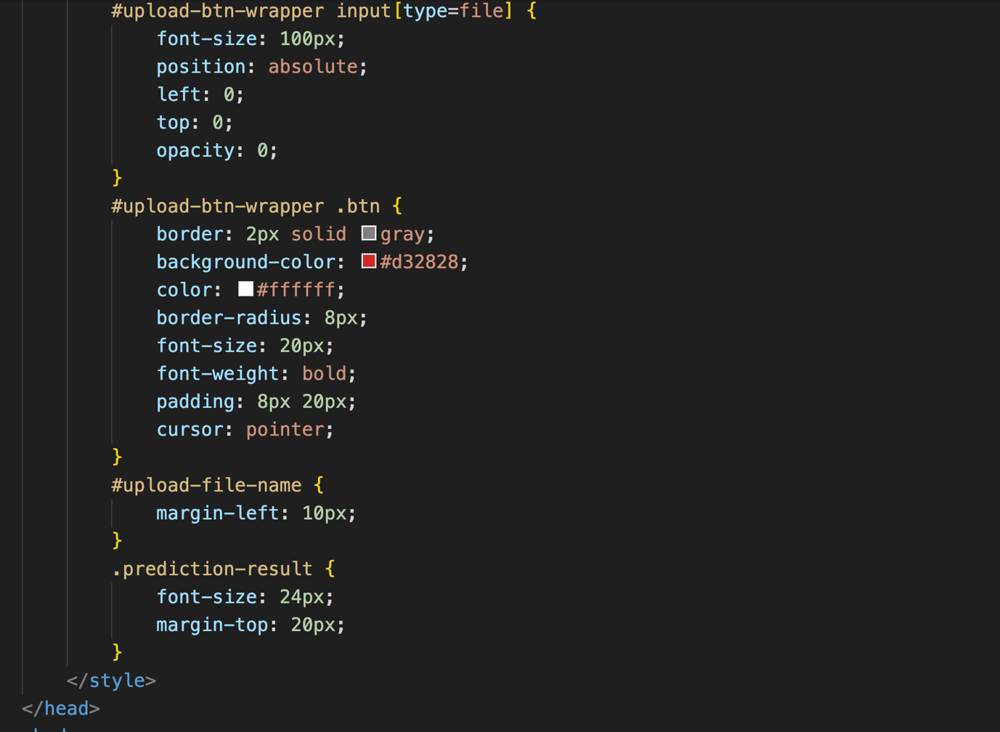 #upload-btn-wrapper input[type=file] {
font-size: 100px;
position: absolute;
left: 0;
top: 0;
opacity: 0;
}
#upload-btn-wrapper .btn {
border: 2px solid gray;
background-color: #d32828;
color: #ffffff;
border-radius: 8px;
font-size: 20px;
font-weight: bold;
padding: 8px 20px;
cursor: pointer;
}
#upload-file-name {
margin-left: 10px;
}
.prediction-result {
font-size: 24px;
margin-top: 20px;
}
</style>
</head>